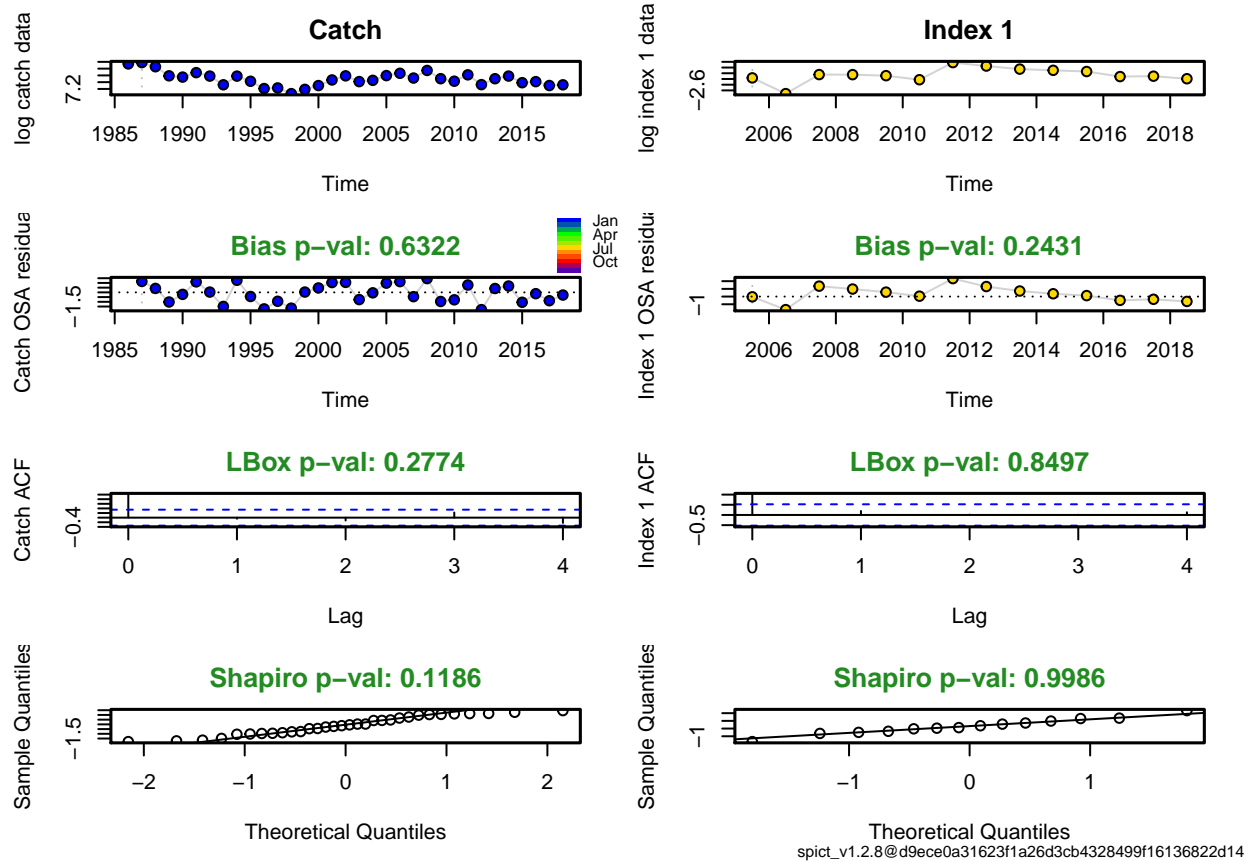 Catch
log catch data
7.2
1985 1990 1995 2000 2005 2010 2015
Time
Index 1
log index 1 data
−2.6
2006 2008 2010 2012 2014 2016 2018
Time
Bias p−val: 0.6322
Jan
Apr
Jul
Oct
Catch OSA residua
−1.5
1985 1990 1995 2000 2005 2010 2015
Time
Bias p−val: 0.2431
Index 1 OSA residua
−1
2006 2008 2010 2012 2014 2016 2018
Time
LBox p−val: 0.2774
Catch ACF
−0.4
0 1 2 3 4
Lag
LBox p−val: 0.8497
Index 1 ACF
−0.5
0 1 2 3 4
Lag
Shapiro p−val: 0.1186
Sample Quantiles
−1.5
−2 −1 0 1 2
Theoretical Quantiles
Shapiro p−val: 0.9986
Sample Quantiles
−1
−1 0 1
Theoretical Quantiles
spict_v1.2.8@d9ece0a31623f1a26d3cb4328499f16136822d14